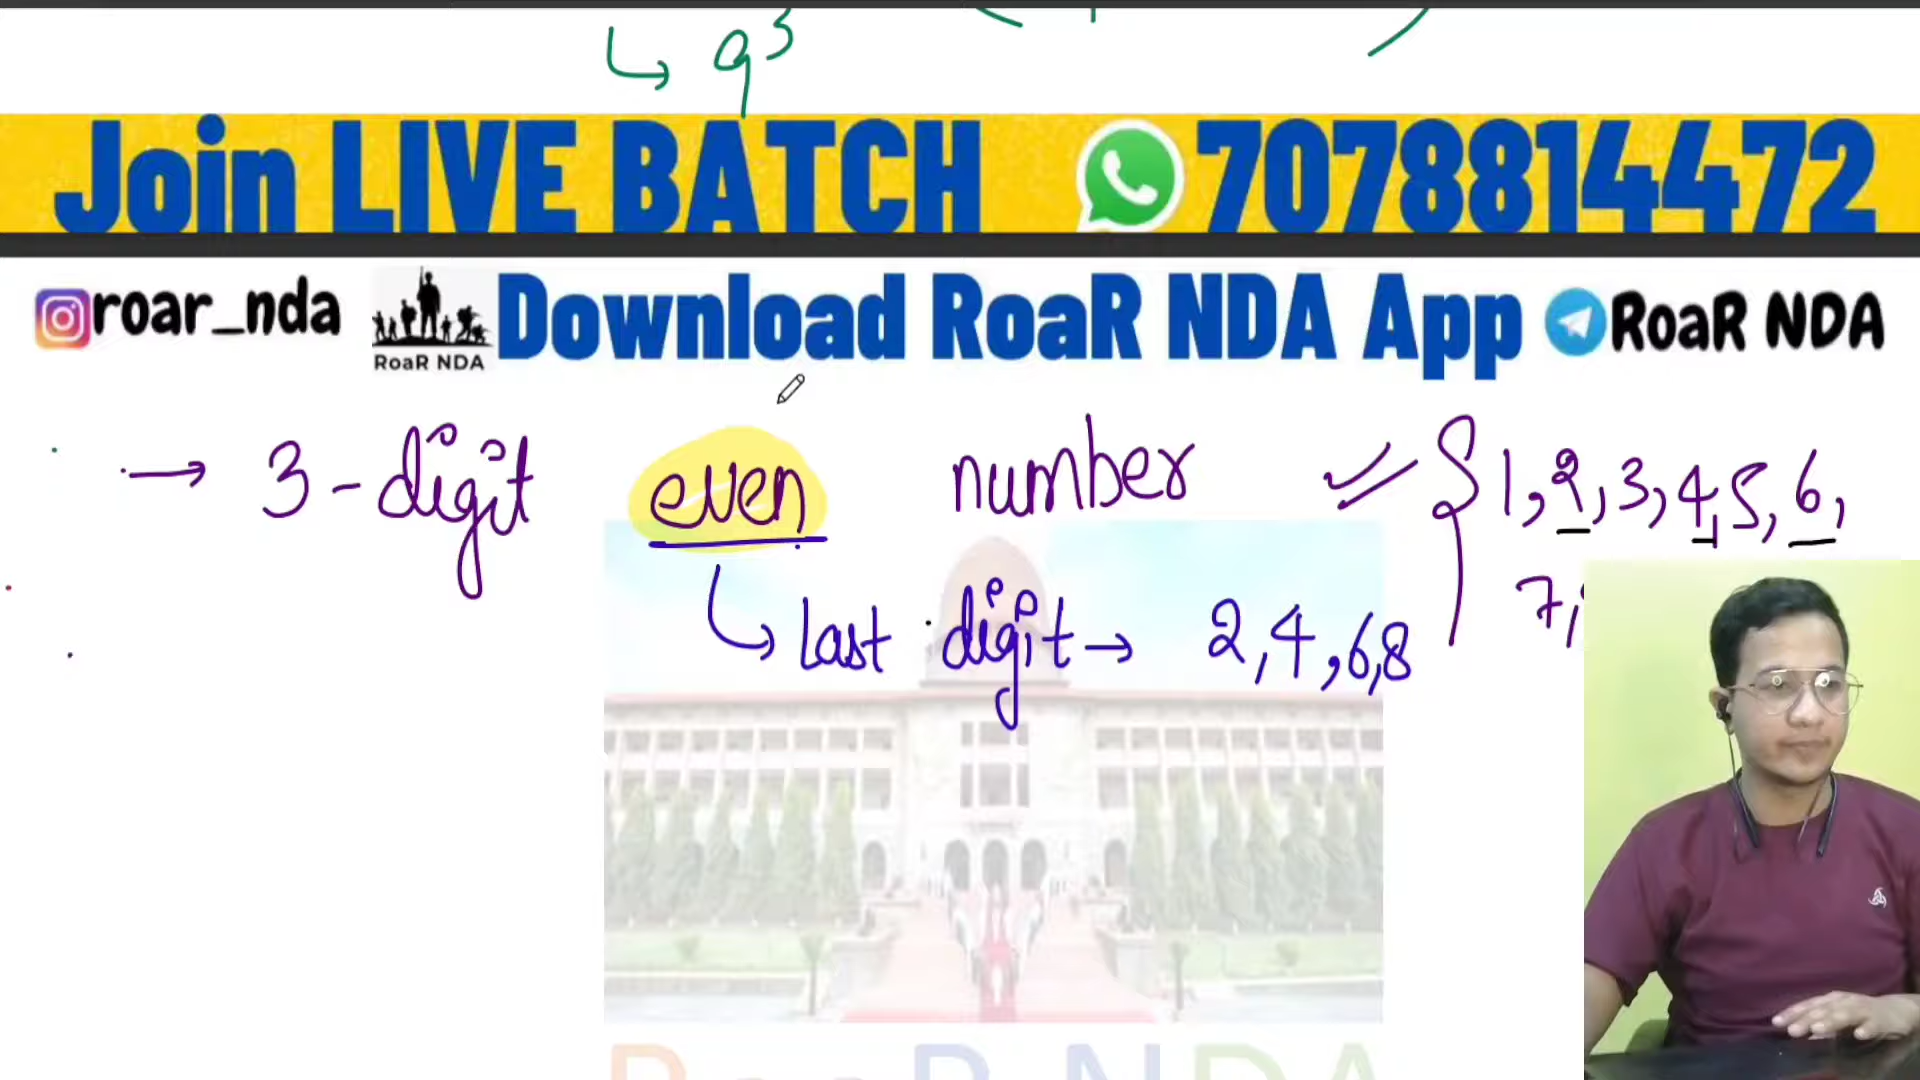 ↳ 9³
Join LIVE BATCH 7078814472
roar_nda RoaR NDA Download RoaR NDA App RoaR NDA
→ 3-digit even number {1,2,3,4,5,6,
7,
↳ Last digit → 2,4,6,8